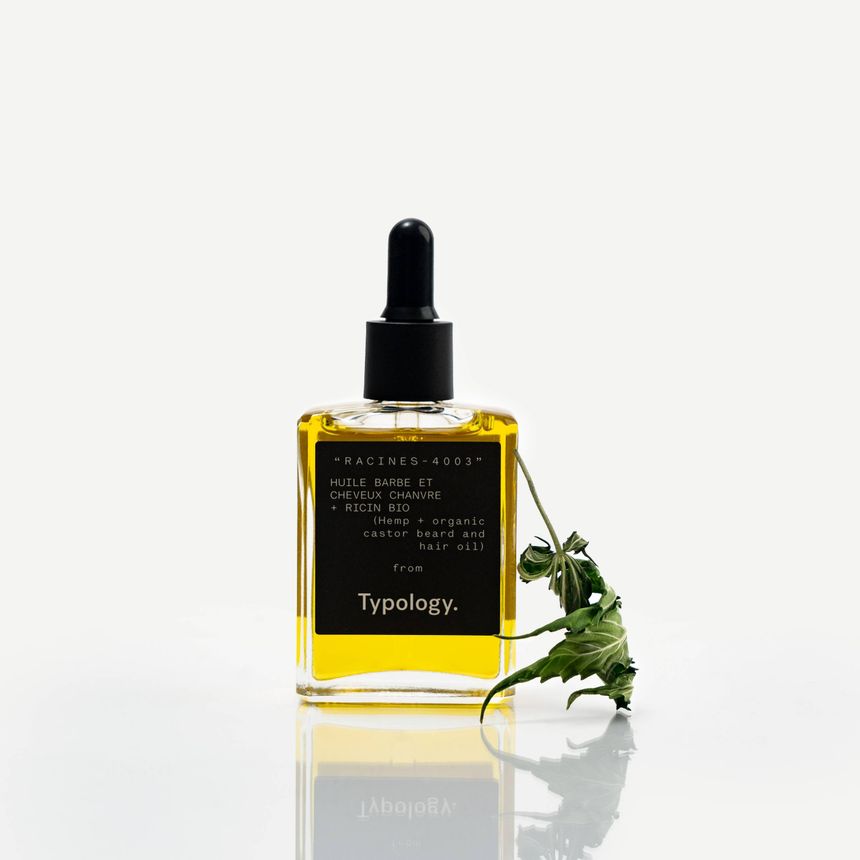 “RACINES-4003”
HUILE BARBE ET
CHEVEUX CHANVRE
+ RICIN BIO
(Hemp + organic
castor beard and
hair oil)
from
Typology.